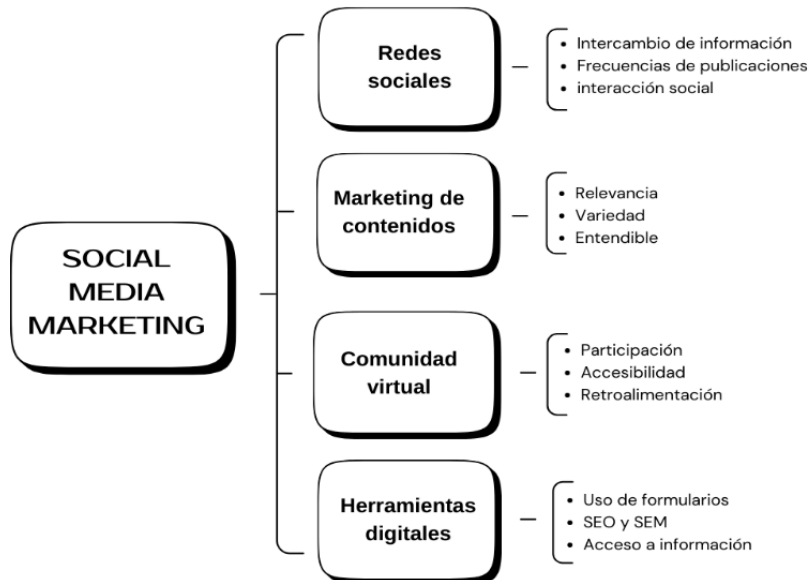 SOCIAL
MEDIA
MARKETING
Redes
sociales
• Intercambio de información
• Frecuencias de publicaciones
• interacción social
Marketing de
contenidos
• Relevancia
• Variedad
• Entendible
Comunidad
virtual
• Participación
• Accesibilidad
• Retroalimentación
Herramientas
digitales
• Uso de formularios
• SEO y SEM
• Acceso a información